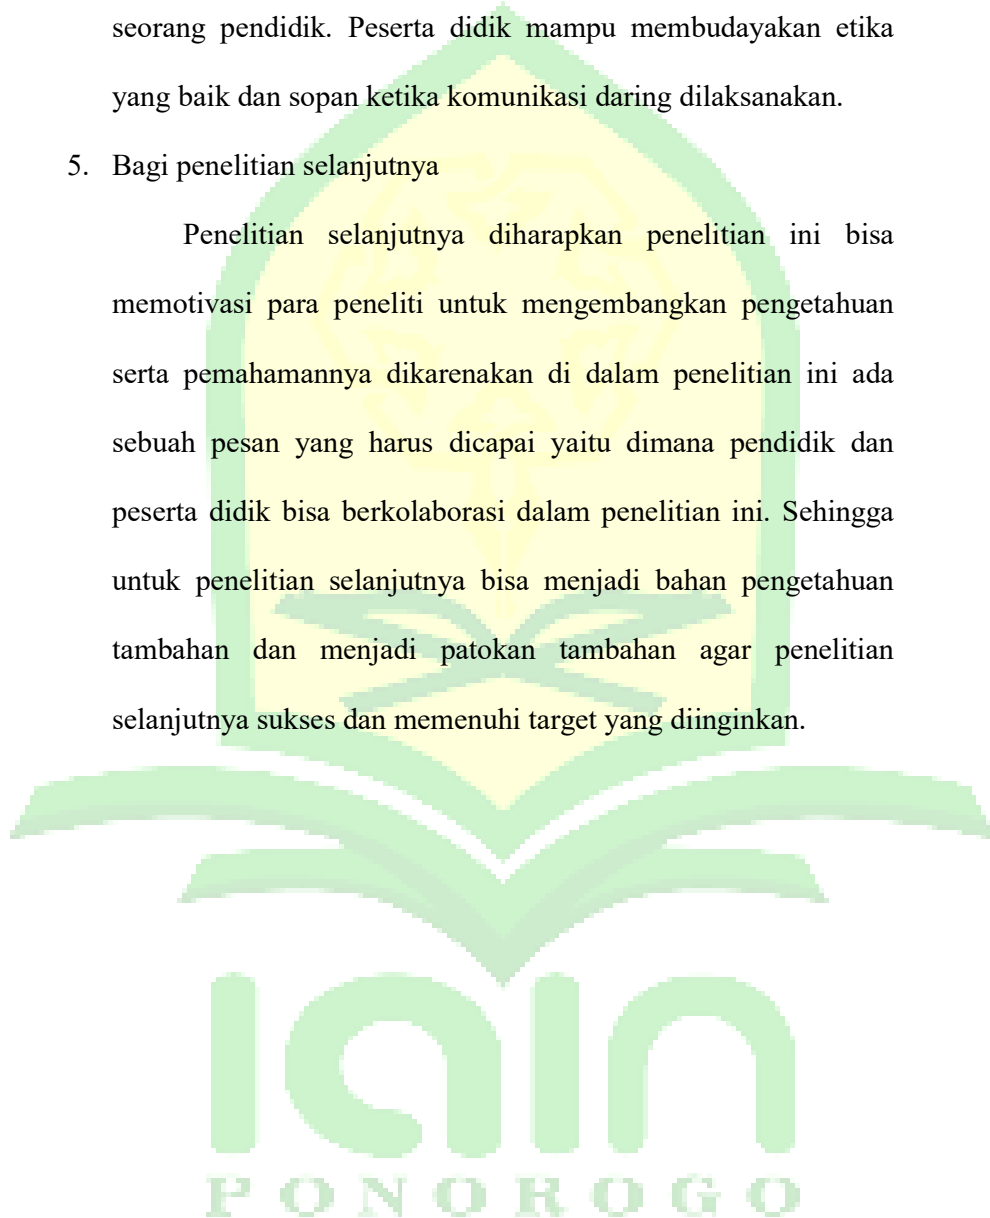 seorang pendidik. Peserta didik mampu membudayakan etika
yang baik dan sopan ketika komunikasi daring dilaksanakan.
5. Bagi penelitian selanjutnya
Penelitian selanjutnya diharapkan penelitian ini bisa
memotivasi para peneliti untuk mengembangkan pengetahuan
serta pemahamannya dikarenakan di dalam penelitian ini ada
sebuah pesan yang harus dicapai yaitu dimana pendidik dan
peserta didik bisa berkolaborasi dalam penelitian ini. Sehingga
untuk penelitian selanjutnya bisa menjadi bahan pengetahuan
tambahan dan menjadi patokan tambahan agar penelitian
selanjutnya sukses dan memenuhi target yang diinginkan.
iain
PONOROGO